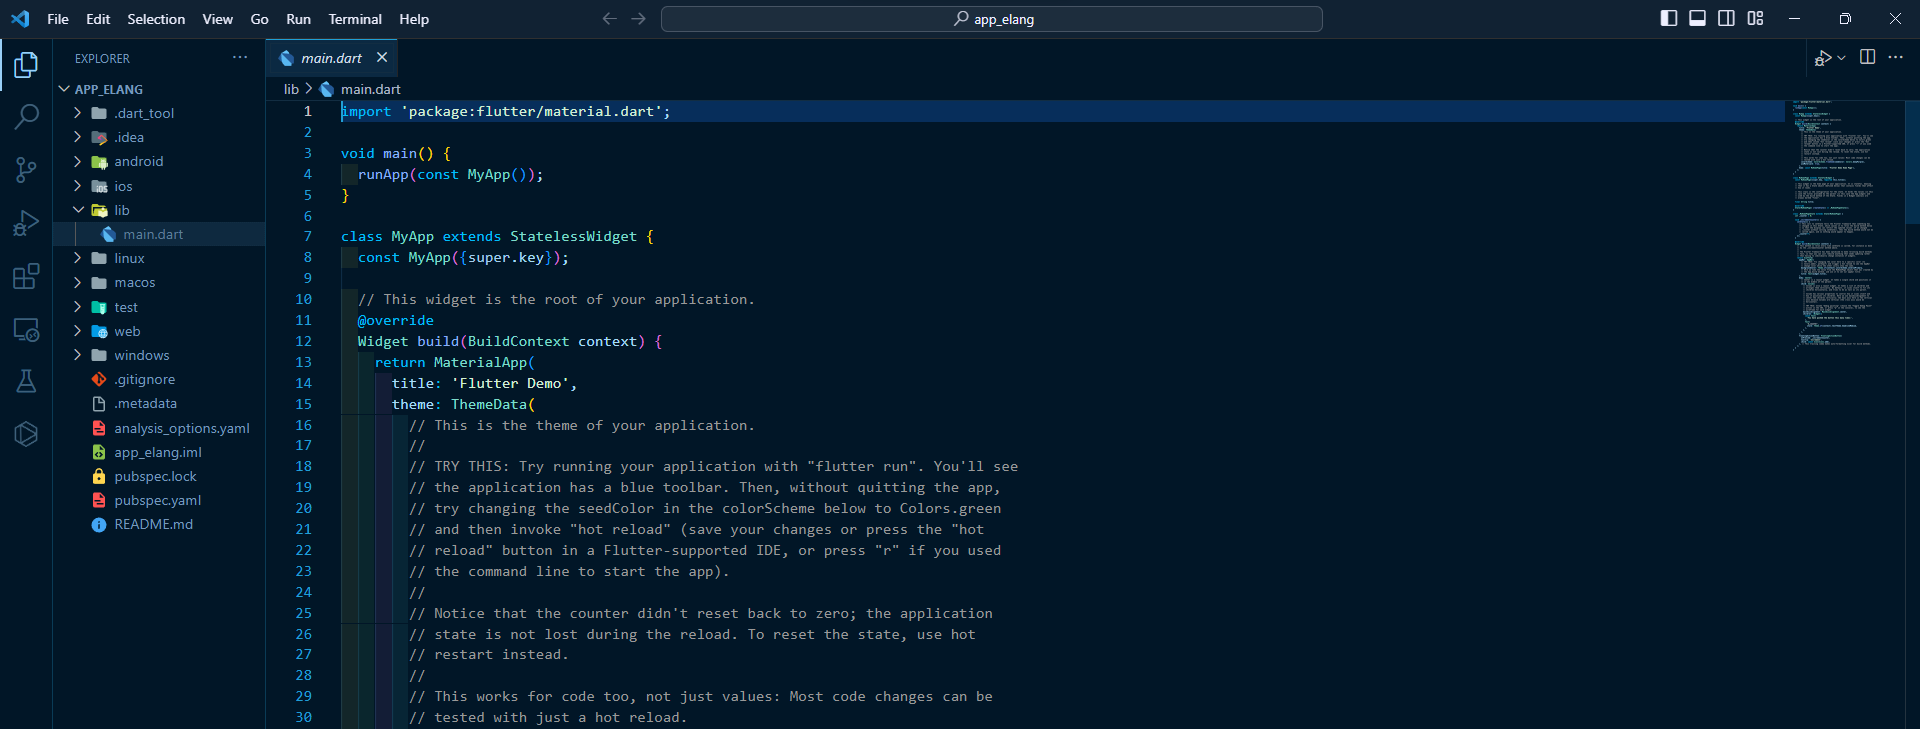 File Edit Selection View Go Run Terminal Help
app_elang
EXPLORER
APP_ELANG
.dart_tool
.idea
android
ios
lib
main.dart
linux
macos
test
web
windows
.gitignore
.metadata
analysis_options.yaml
app_elang.iml
pubspec.lock
pubspec.yaml
README.md
main.dart
lib > main.dart
1 import 'package:flutter/material.dart';
2
3 void main() {
4 runApp(const MyApp());
5 }
6
7 class MyApp extends StatelessWidget {
8 const MyApp({super.key});
9
10 // This widget is the root of your application.
11 @override
12 Widget build(BuildContext context) {
13 return MaterialApp(
14 title: 'Flutter Demo',
15 theme: ThemeData(
16 // This is the theme of your application.
17 //
18 // TRY THIS: Try running your application with "flutter run". You'll see
19 // the application has a blue toolbar. Then, without quitting the app,
20 // try changing the seedColor in the colorScheme below to Colors.green
21 // and then invoke "hot reload" (save your changes or press the "hot
22 // reload" button in a Flutter-supported IDE, or press "r" if you used
23 // the command line to start the app).
24 //
25 // Notice that the counter didn't reset back to zero; the application
26 // state is not lost during the reload. To reset the state, use hot
27 // restart instead.
28 //
29 // This works for code too, not just values: Most code changes can be
30 // tested with just a hot reload.